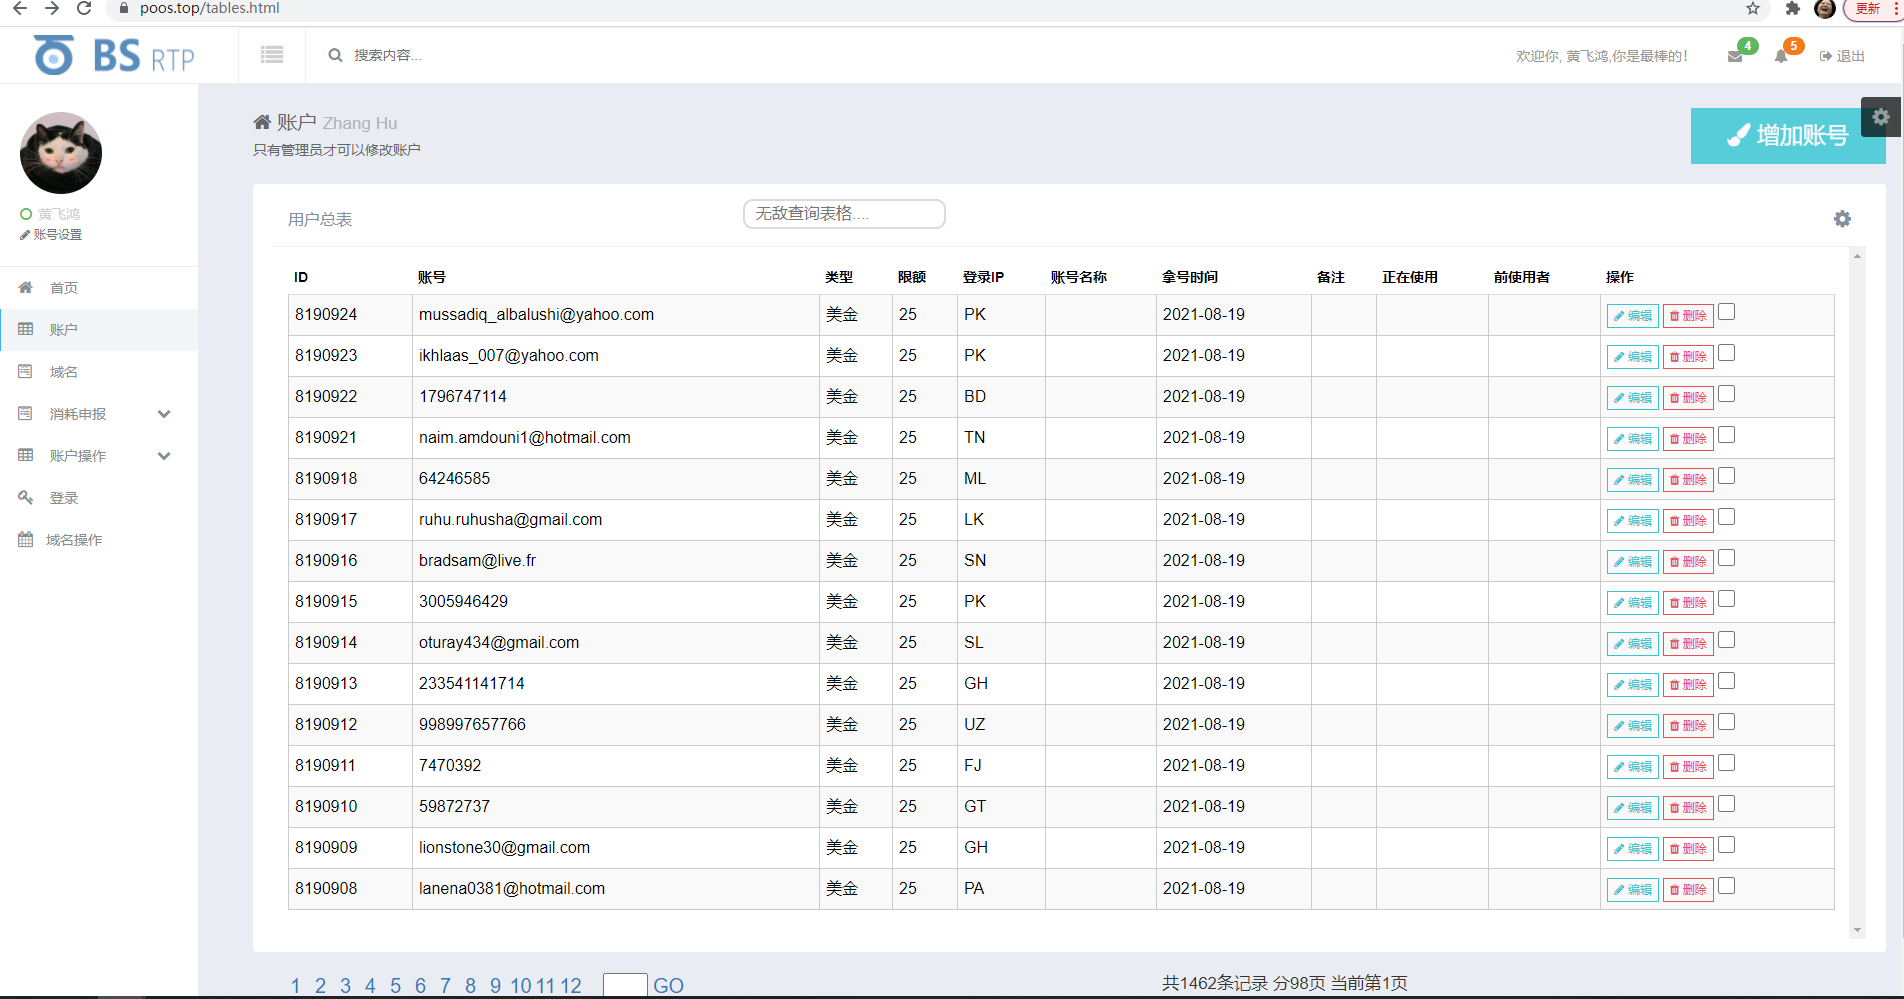 poos.top/tables.html
更新
BS RTP
搜索内容...
欢迎你, 黄飞鸿,你是最棒的!
4
5
退出
黄飞鸿
账号设置
首页
账户
域名
消耗申报
账户操作
登录
域名操作
账户 Zhang Hu
只有管理员才可以修改账户
增加账号
用户总表
无敌查询表格....
ID 账号 类型 限额 登录IP 账号名称 拿号时间 备注 正在使用 前使用者 操作
8190924 mussadiq_albalushi@yahoo.com 美金 25 PK 2021-08-19 编辑 删除
8190923 ikhlaas_007@yahoo.com 美金 25 PK 2021-08-19 编辑 删除
8190922 1796747114 美金 25 BD 2021-08-19 编辑 删除
8190921 naim.amdouni1@hotmail.com 美金 25 TN 2021-08-19 编辑 删除
8190918 64246585 美金 25 ML 2021-08-19 编辑 删除
8190917 ruhu.ruhusha@gmail.com 美金 25 LK 2021-08-19 编辑 删除
8190916 bradsam@live.fr 美金 25 SN 2021-08-19 编辑 删除
8190915 3005946429 美金 25 PK 2021-08-19 编辑 删除
8190914 oturay434@gmail.com 美金 25 SL 2021-08-19 编辑 删除
8190913 233541141714 美金 25 GH 2021-08-19 编辑 删除
8190912 998997657766 美金 25 UZ 2021-08-19 编辑 删除
8190911 7470392 美金 25 FJ 2021-08-19 编辑 删除
8190910 59872737 美金 25 GT 2021-08-19 编辑 删除
8190909 lionstone30@gmail.com 美金 25 GH 2021-08-19 编辑 删除
8190908 lanena0381@hotmail.com 美金 25 PA 2021-08-19 编辑 删除
1 2 3 4 5 6 7 8 9 10 11 12 GO
共1462条记录 分98页 当前第1页